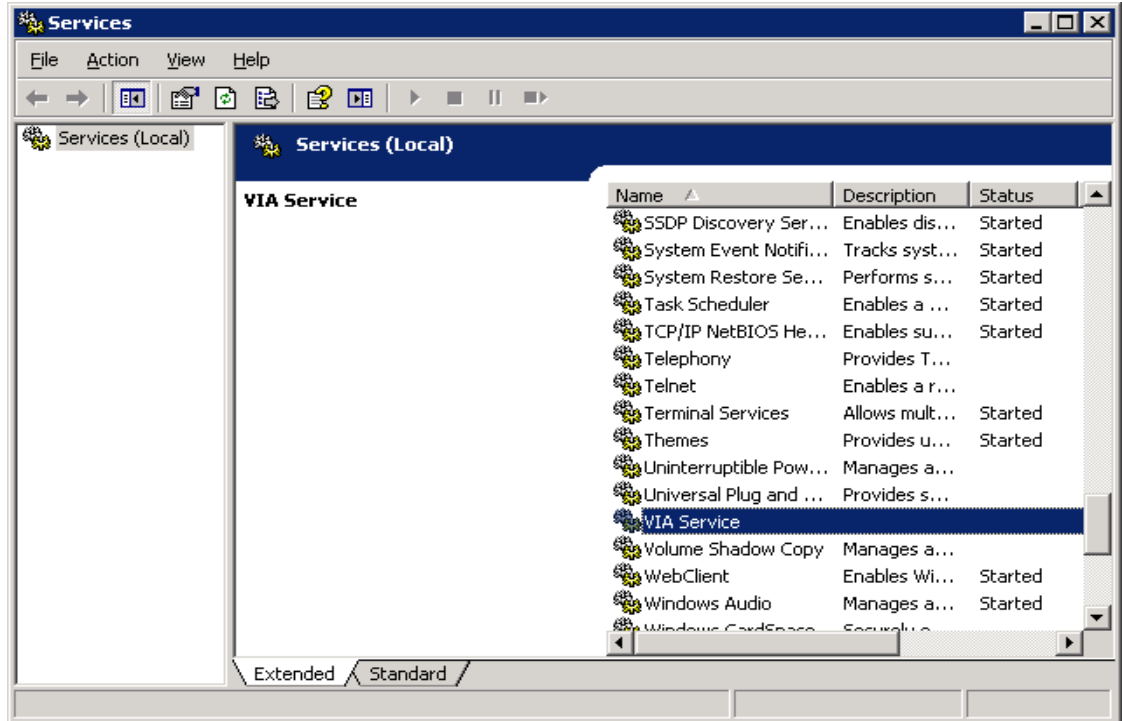 Services
File Action View Help
Services (Local)
Services (Local)
VIA Service
Name Description Status
SSDP Discovery Ser... Enables dis... Started
System Event Notifi... Tracks syst... Started
System Restore Se... Performs s... Started
Task Scheduler Enables a ... Started
TCP/IP NetBIOS He... Enables su... Started
Telephony Provides T...
Telnet Enables a r...
Terminal Services Allows mult... Started
Themes Provides u... Started
Uninterruptible Pow... Manages a...
Universal Plug and ... Provides s...
VIA Service
Volume Shadow Copy Manages a...
WebClient Enables Wi... Started
Windows Audio Manages a... Started
Windows CardSpace Securely e
Extended Standard